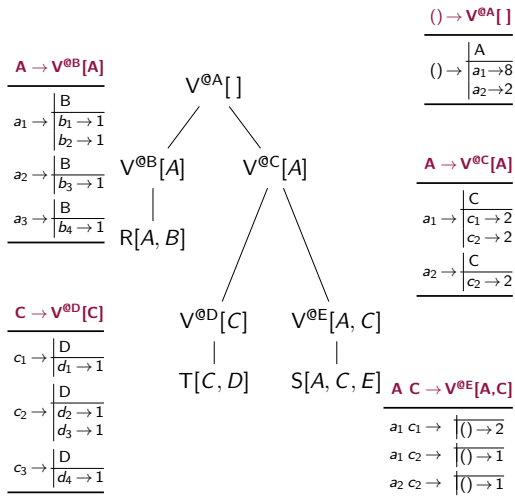 () → V@A[ ]
A
() → a1 → 8
a2 → 2
A → V@B[A]
B
a1 → b1 → 1
b2 → 1
B
a2 → b3 → 1
B
a3 → b4 → 1
V@A[ ]
V@B[A]
V@C[A]
R[A, B]
A → V@C[A]
C
a1 → c1 → 2
c2 → 2
C
a2 → c2 → 2
C → V@D[C]
D
c1 → d1 → 1
D
c2 → d2 → 1
d3 → 1
D
c3 → d4 → 1
V@D[C]
V@E[A, C]
T[C, D]
S[A, C, E]
A C → V@E[A,C]
a1 c1 → () → 2
a1 c2 → () → 1
a2 c2 → () → 1